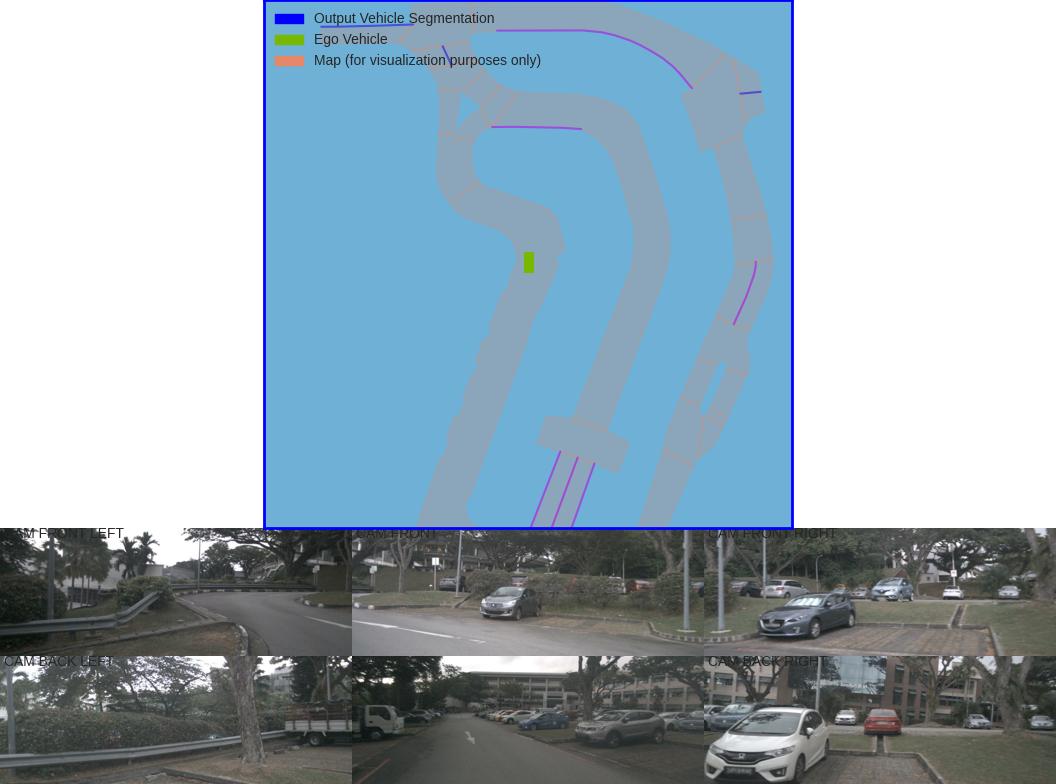 Output Vehicle Segmentation
Ego Vehicle
Map (for visualization purposes only)
CAM FRONT LEFT
CAM FRONT
CAM FRONT RIGHT
CAM BACK LEFT
CAM BACK RIGHT